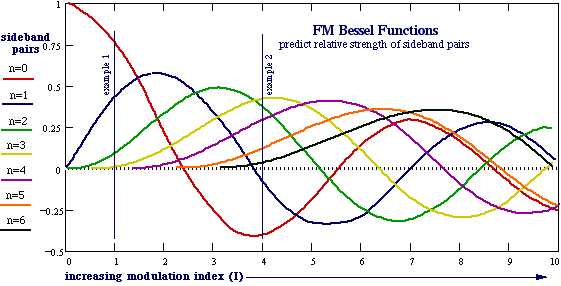 FM Bessel Functions
predict relative strength of sideband pairs
sideband
pairs
n=0
n=1
n=2
n=3
n=4
n=5
n=6
1
0.75
0.5
0.25
0
−0.25
−0.5
example 1
example 2
0 1 2 3 4 5 6 7 8 9 10
increasing modulation index (I)